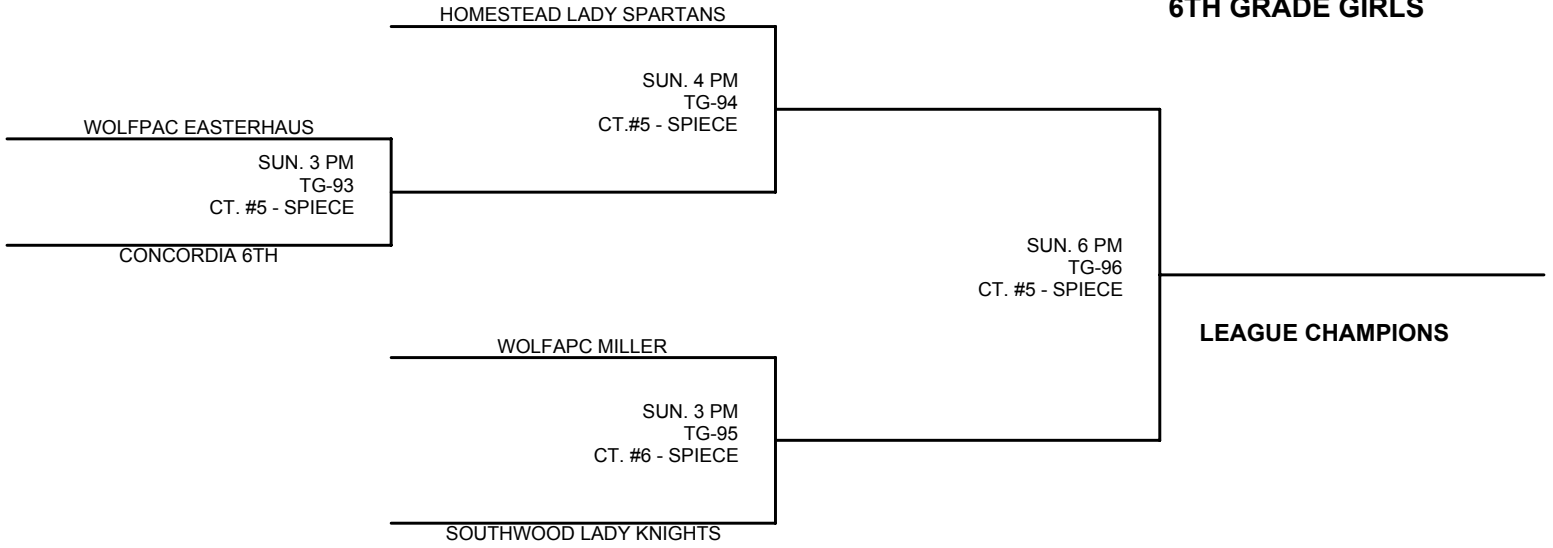 HOMESTEAD LADY SPARTANS
6TH GRADE GIRLS
SUN. 4 PM
TG-94
CT.#5 - SPIECE
WOLFPAC EASTERHAUS
SUN. 3 PM
TG-93
CT. #5 - SPIECE
CONCORDIA 6TH
SUN. 6 PM
TG-96
CT. #5 - SPIECE
LEAGUE CHAMPIONS
WOLFAPC MILLER
SUN. 3 PM
TG-95
CT. #6 - SPIECE
SOUTHWOOD LADY KNIGHTS